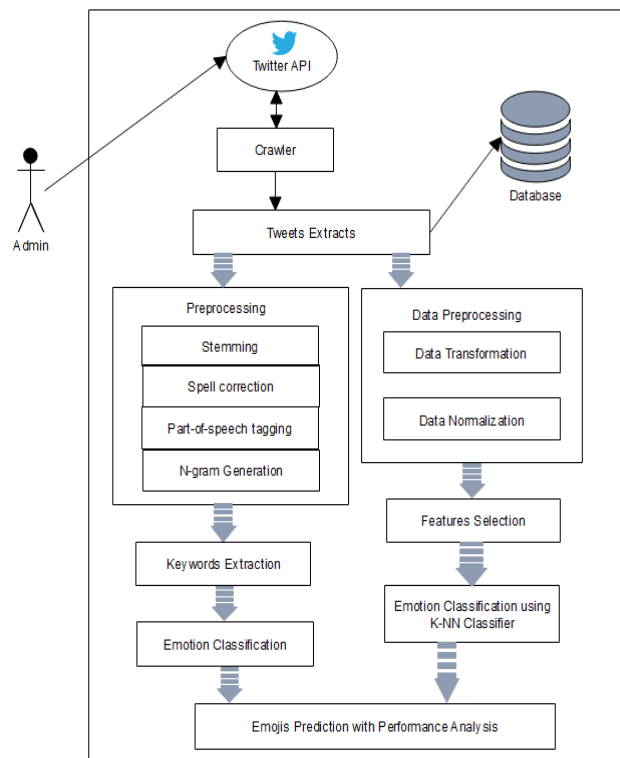 Twitter API
Crawler
Database
Admin
Tweets Extracts
Preprocessing
Stemming
Spell correction
Part-of-speech tagging
N-gram Generation
Data Preprocessing
Data Transformation
Data Normalization
Features Selection
Keywords Extraction
Emotion Classification using
K-NN Classifier
Emotion Classification
Emojis Prediction with Performance Analysis